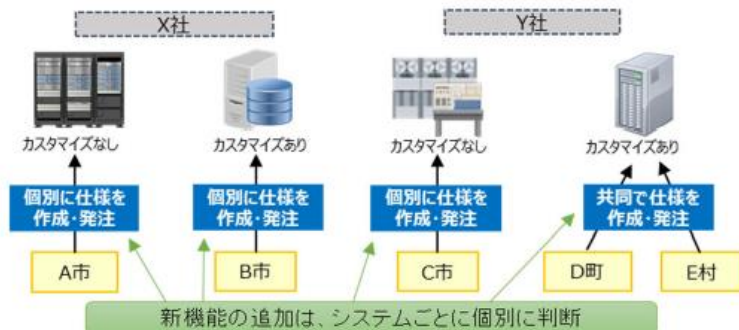 X社
Y社
カスタマイズなし
カスタマイズあり
カスタマイズなし
カスタマイズあり
個別に仕様を
作成・発注
個別に仕様を
作成・発注
個別に仕様を
作成・発注
共同で仕様を
作成・発注
A市
B市
C市
D町
E村
新機能の追加は、システムごとに個別に判断